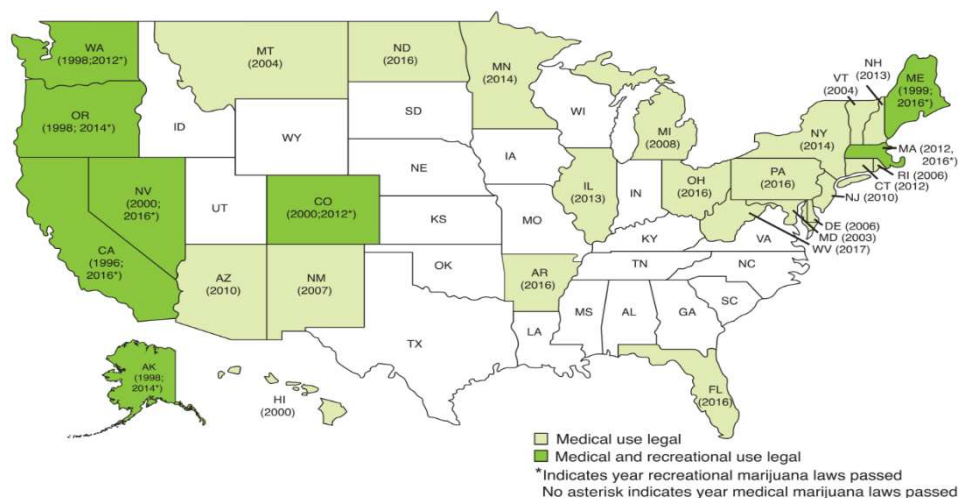 WA
(1998;2012*)
MT
(2004)
ND
(2016)
MN
(2014)
VT
(2004)
NH
(2013)
ME
(1999;
2016*)
OR
(1998; 2014*)
ID
WY
SD
WI
MI
(2008)
NY
(2014)
MA (2012,
2016*)
RI (2006)
CT (2012)
NJ (2010)
NV
(2000;
2016*)
UT
CO
(2000;2012*)
NE
IA
IL
(2013)
IN
OH
(2016)
PA
(2016)
DE (2006)
MD (2003)
WV (2017)
CA
(1996;
2016*)
KS
MO
KY
VA
AZ
(2010)
NM
(2007)
OK
AR
(2016)
TN
NC
SC
TX
LA
MS
AL
GA
AK
(1998;
2014*)
HI
(2000)
FL
(2016)
Medical use legal
Medical and recreational use legal
*Indicates year recreational marijuana laws passed
No asterisk indicates year medical marijuana laws passed